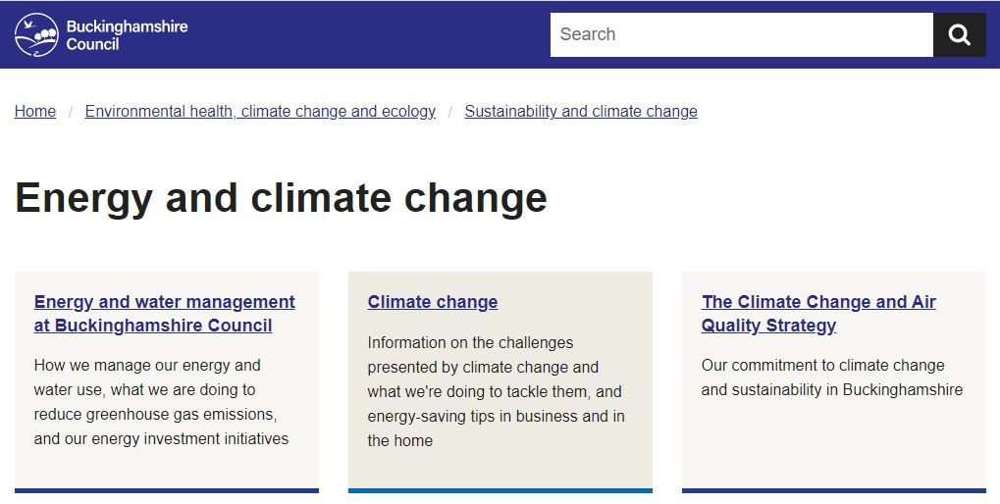 Buckinghamshire
Council
Search
Home / Environmental health, climate change and ecology / Sustainability and climate change
Energy and climate change
Energy and water management
at Buckinghamshire Council
How we manage our energy and
water use, what we are doing to
reduce greenhouse gas emissions,
and our energy investment initiatives
Climate change
Information on the challenges
presented by climate change and
what we're doing to tackle them, and
energy-saving tips in business and in
the home
The Climate Change and Air
Quality Strategy
Our commitment to climate change
and sustainability in Buckinghamshire